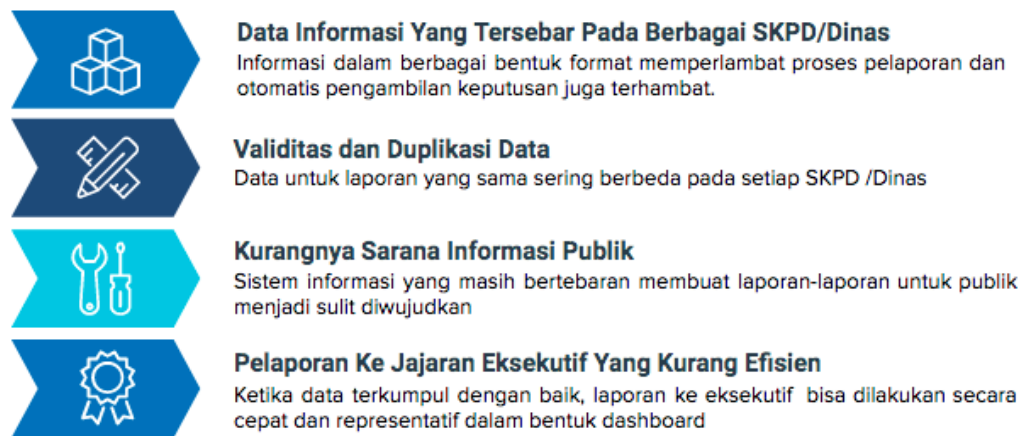 Data Informasi Yang Tersebar Pada Berbagai SKPD/Dinas
Informasi dalam berbagai bentuk format memperlambat proses pelaporan dan
otomatis pengambilan keputusan juga terhambat.
Validitas dan Duplikasi Data
Data untuk laporan yang sama sering berbeda pada setiap SKPD /Dinas
Kurangnya Sarana Informasi Publik
Sistem informasi yang masih bertebaran membuat laporan-laporan untuk publik
menjadi sulit diwujudkan
Pelaporan Ke Jajaran Eksekutif Yang Kurang Efisien
Ketika data terkumpul dengan baik, laporan ke eksekutif bisa dilakukan secara
cepat dan representatif dalam bentuk dashboard